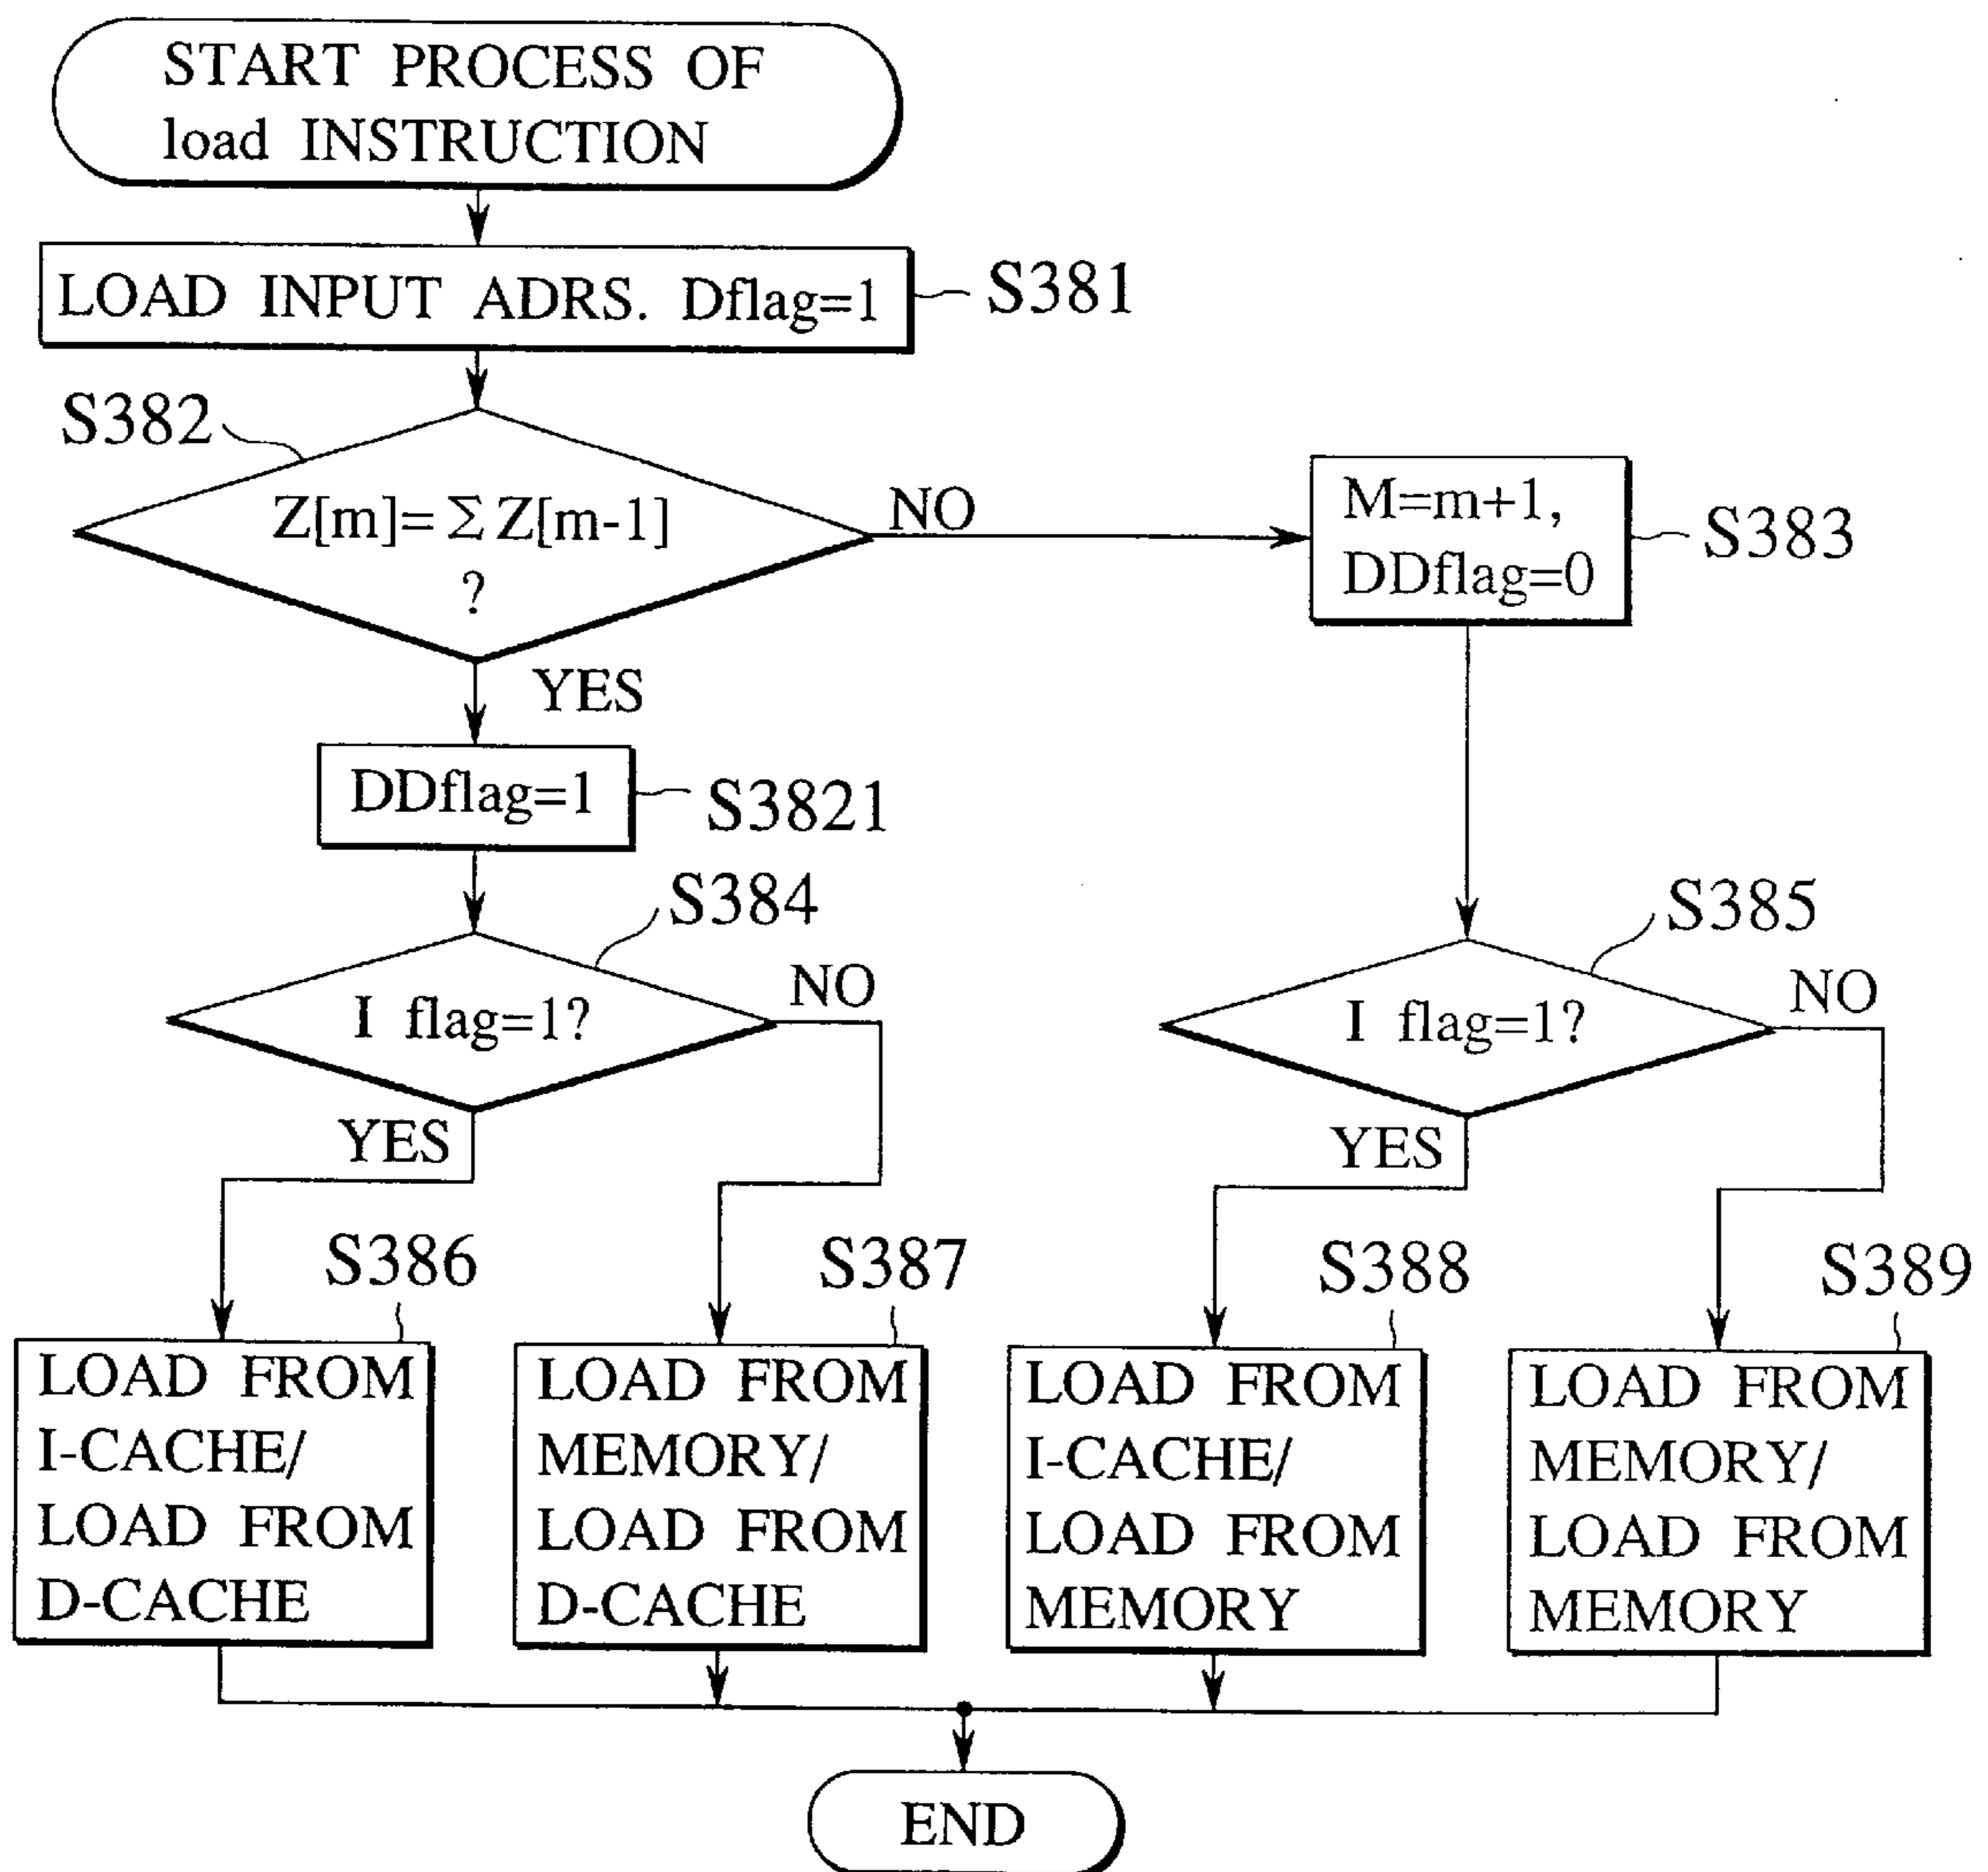 START PROCESS OF
load INSTRUCTION
LOAD INPUT ADRS. Dflag=1
S381
S382
Z[m]=ΣZ[m-1]
?
NO
M=m+1,
DDflag=0
S383
YES
DDflag=1
S3821
S384
I flag=1?
NO
YES
S385
I flag=1?
NO
YES
S386
LOAD FROM
I-CACHE/
LOAD FROM
D-CACHE
S387
LOAD FROM
MEMORY/
LOAD FROM
D-CACHE
S388
LOAD FROM
I-CACHE/
LOAD FROM
MEMORY
S389
LOAD FROM
MEMORY/
LOAD FROM
MEMORY
END